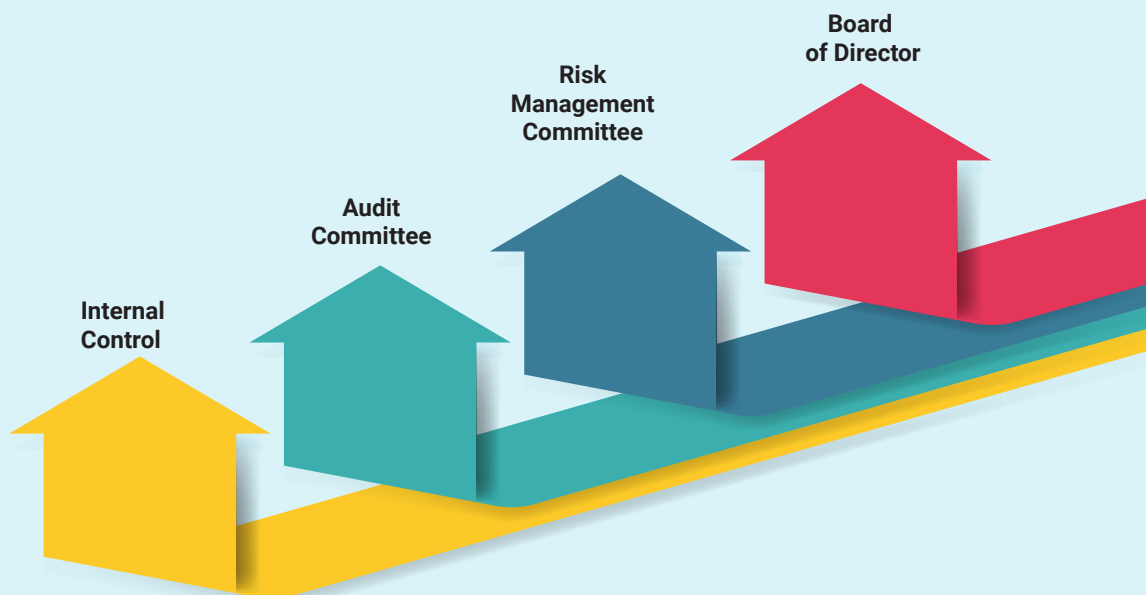 Board
of Director
Risk
Management
Committee
Audit
Committee
Internal
Control